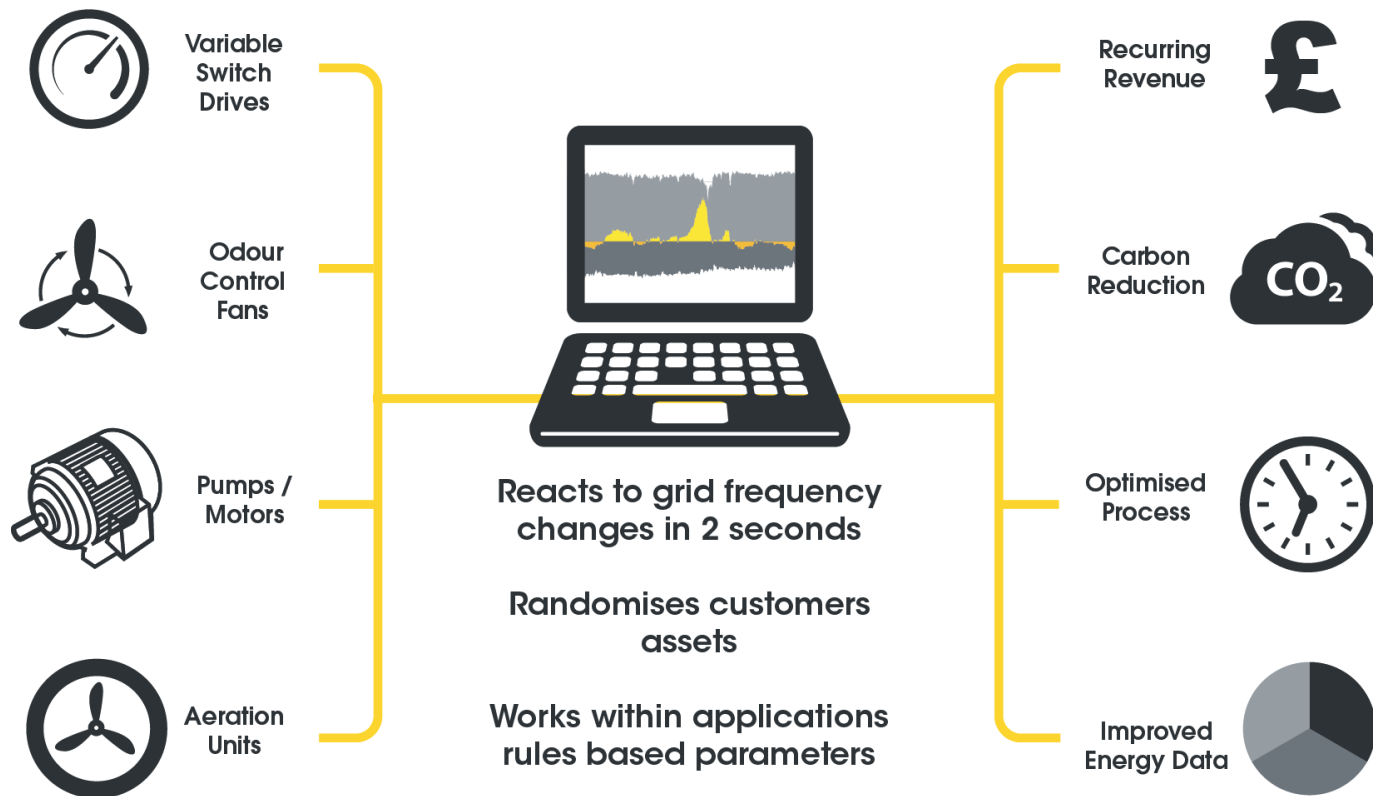 Variable
Switch
Drives
Odour
Control
Fans
Pumps /
Motors
Aeration
Units
Reacts to grid frequency
changes in 2 seconds
Randomises customers
assets
Works within applications
rules based parameters
Recurring
Revenue
£
Carbon
Reduction
CO₂
Optimised
Process
Improved
Energy Data